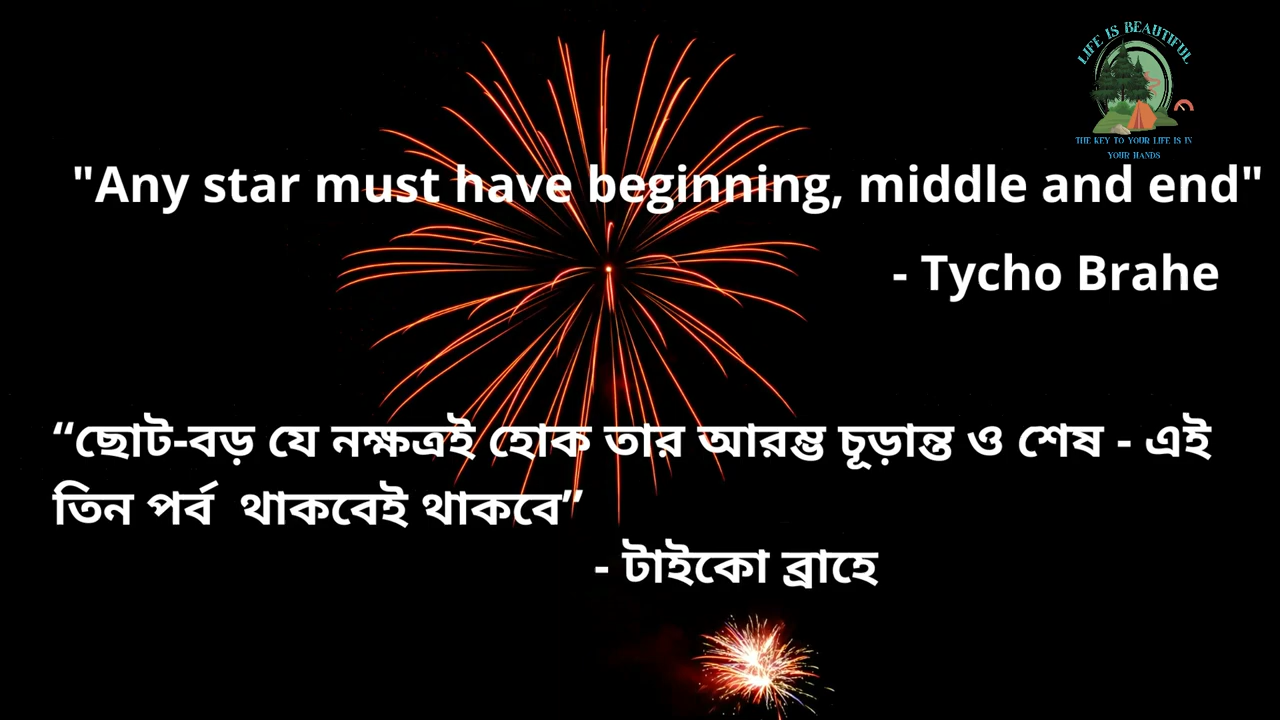 LIFE IS BEAUTIFUL
THE KEY TO YOUR LIFE IS IN
YOUR HANDS
"Any star must have beginning, middle and end"
- Tycho Brahe
“ছোট-বড় যে নক্ষত্রই হোক তার আরম্ভ চূড়ান্ত ও শেষ - এই
তিন পর্ব থাকবেই থাকবে”
- টাইকো ব্রাহে